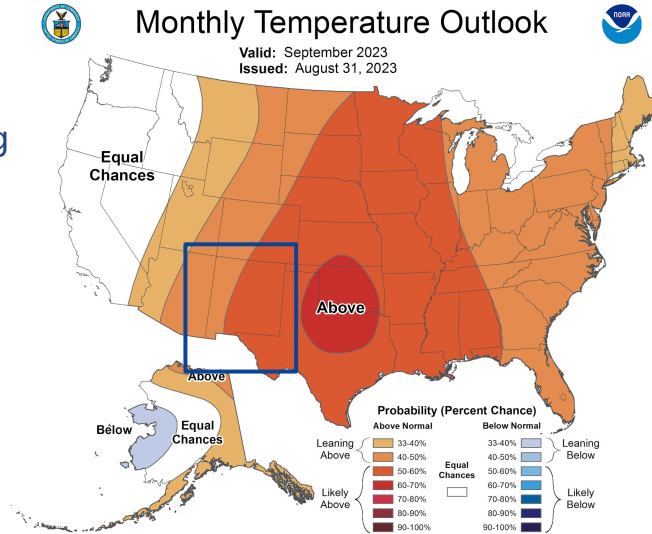 Monthly Temperature Outlook
NOAA
Valid: September 2023
Issued: August 31, 2023
g
Equal
Chances
Above
Above
Below
Equal
Chances
Probability (Percent Chance)
Above Normal
Below Normal
Leaning
Above
33-40%
40-50%
50-60%
60-70%
70-80%
80-90%
90-100%
Likely
Above
Equal
Chances
33-40%
40-50%
50-60%
60-70%
70-80%
80-90%
90-100%
Leaning
Below
Likely
Below